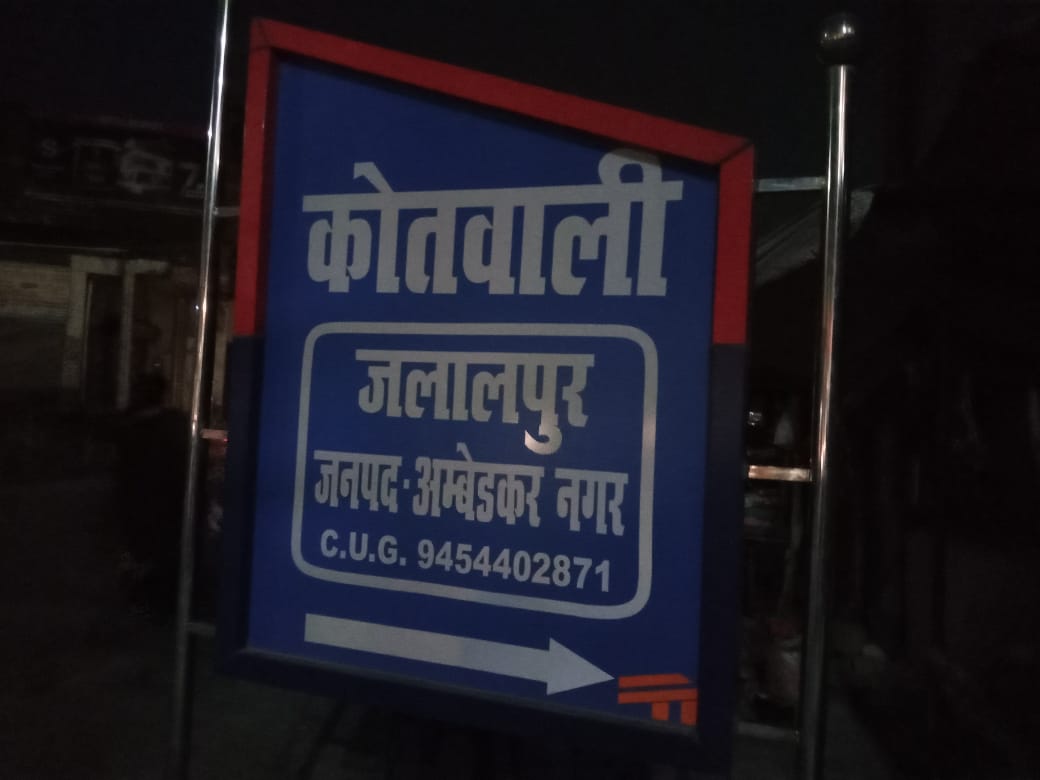 कोतवाली
जलालपुर
जनपद-अम्बेडकर नगर
C.U.G. 9454402871